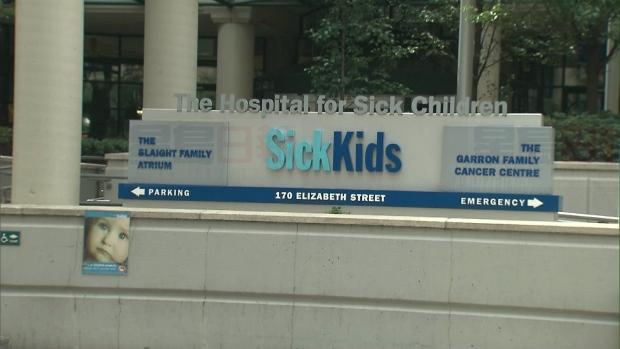 The Hospital for Sick Children
THE
SLAIGHT FAMILY
ATRIUM
SickKids
THE
GARRON FAMILY
CANCER CENTRE
PARKING
170 ELIZABETH STREET
EMERGENCY